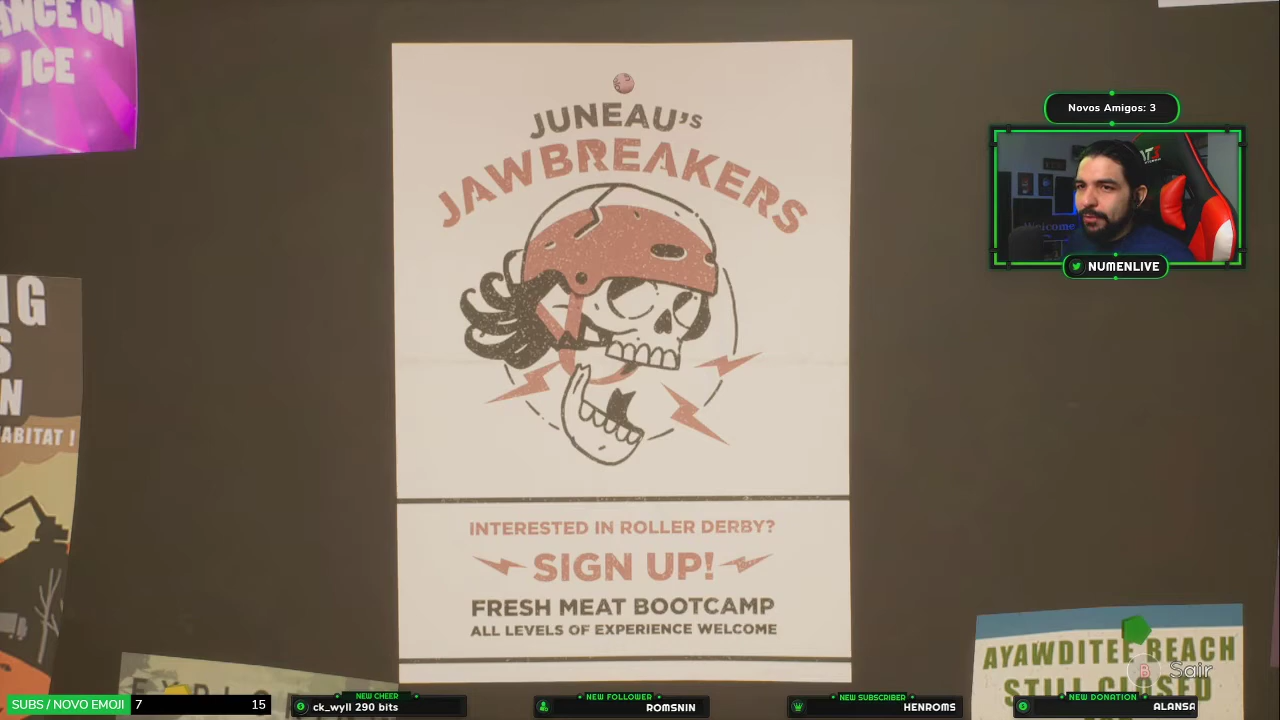 ANCE ON
ICE
JUNEAU's
JAWBREAKERS
INTERESTED IN ROLLER DERBY?
SIGN UP!
FRESH MEAT BOOTCAMP
ALL LEVELS OF EXPERIENCE WELCOME
NG
S
N
ABITAT !
AYAWDITEE BEACH
STILL CLOSED
B Sair
Novos Amigos: 3
Welcome
NUMENLIVE
SUBS / NOVO EMOJI 7 15
NEW CHEER
ck_wyll 290 bits
NEW FOLLOWER
ROMSNIN
NEW SUBSCRIBER
HENROMS
NEW DONATION
ALANSA